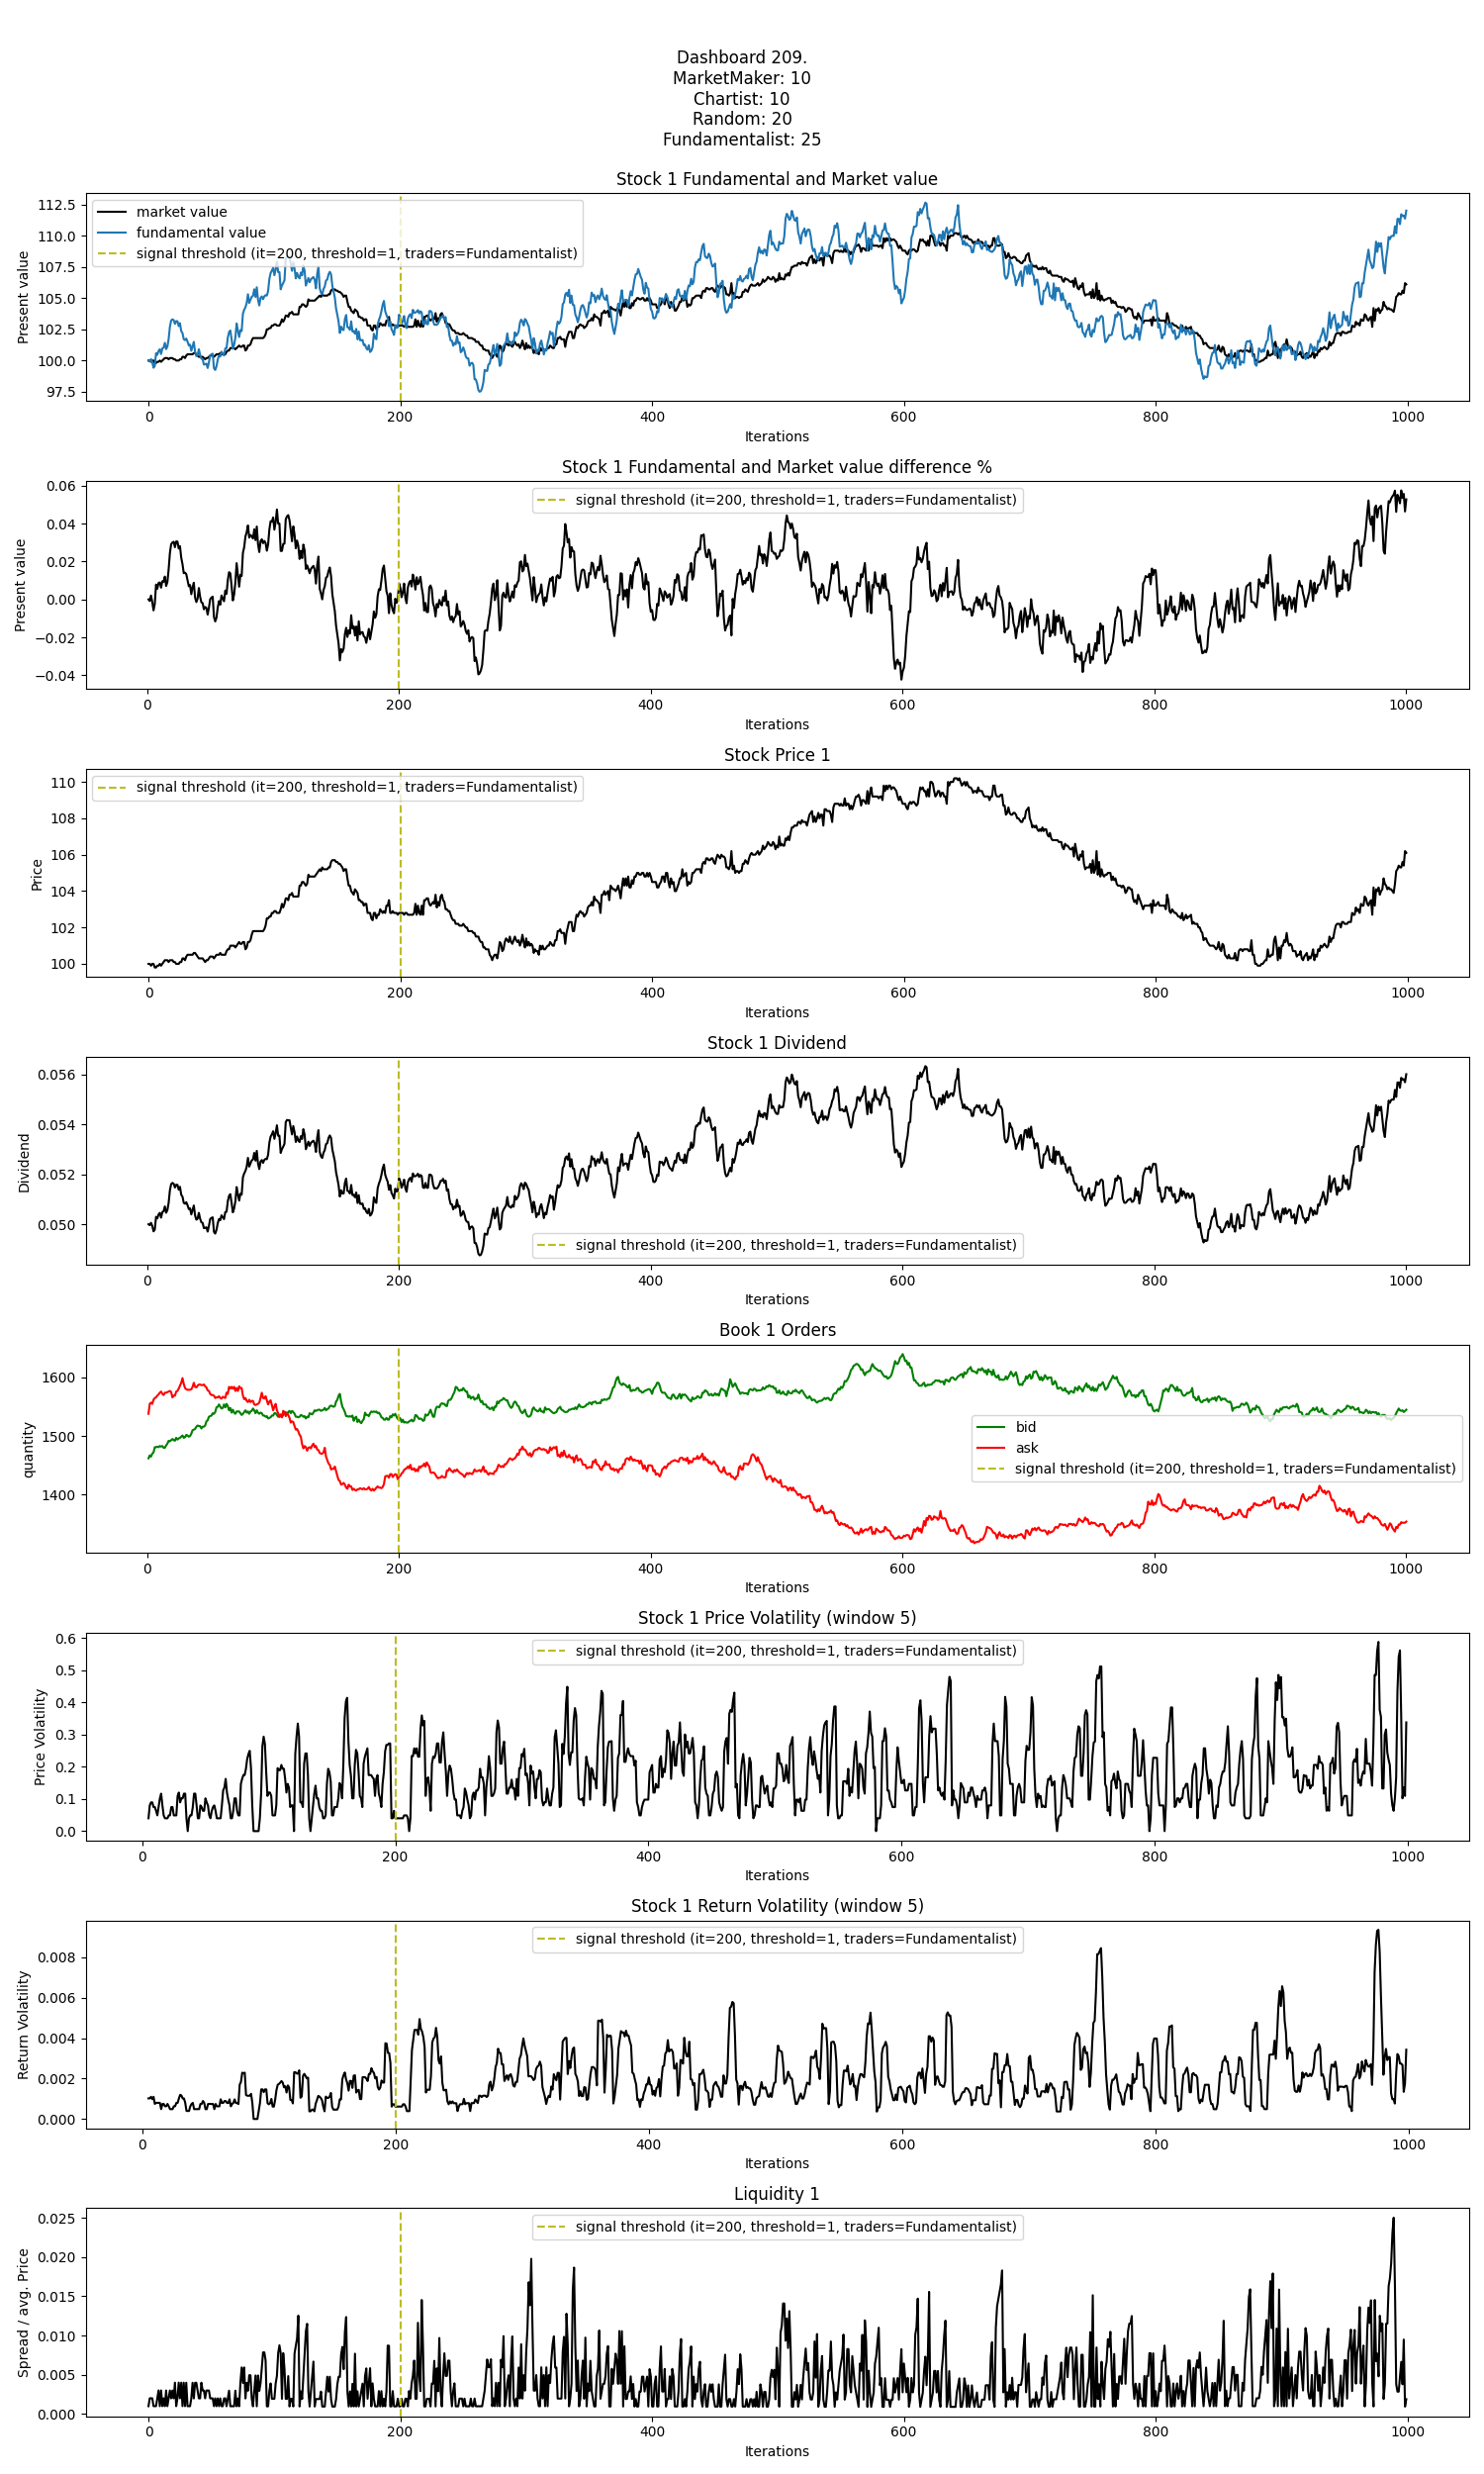 Dashboard 209.
MarketMaker: 10
Chartist: 10
Random: 20
Fundamentalist: 25
Stock 1 Fundamental and Market value
market value
fundamental value
signal threshold (it=200, threshold=1, traders=Fundamentalist)
Present value
112.5
110.0
107.5
105.0
102.5
100.0
97.5
0 200 400 600 800 1000
Iterations
Stock 1 Fundamental and Market value difference %
signal threshold (it=200, threshold=1, traders=Fundamentalist)
Present value
0.06
0.04
0.02
0.00
−0.02
−0.04
0 200 400 600 800 1000
Iterations
Stock Price 1
signal threshold (it=200, threshold=1, traders=Fundamentalist)
Price
110
108
106
104
102
100
0 200 400 600 800 1000
Iterations
Stock 1 Dividend
Dividend
0.056
0.054
0.052
0.050
signal threshold (it=200, threshold=1, traders=Fundamentalist)
0 200 400 600 800 1000
Iterations
Book 1 Orders
quantity
1600
1500
1400
bid
ask
signal threshold (it=200, threshold=1, traders=Fundamentalist)
0 200 400 600 800 1000
Iterations
Stock 1 Price Volatility (window 5)
signal threshold (it=200, threshold=1, traders=Fundamentalist)
Price Volatility
0.6
0.5
0.4
0.3
0.2
0.1
0.0
0 200 400 600 800 1000
Iterations
Stock 1 Return Volatility (window 5)
signal threshold (it=200, threshold=1, traders=Fundamentalist)
Return Volatility
0.008
0.006
0.004
0.002
0.000
0 200 400 600 800 1000
Iterations
Liquidity 1
signal threshold (it=200, threshold=1, traders=Fundamentalist)
Spread / avg. Price
0.025
0.020
0.015
0.010
0.005
0.000
0 200 400 600 800 1000
Iterations